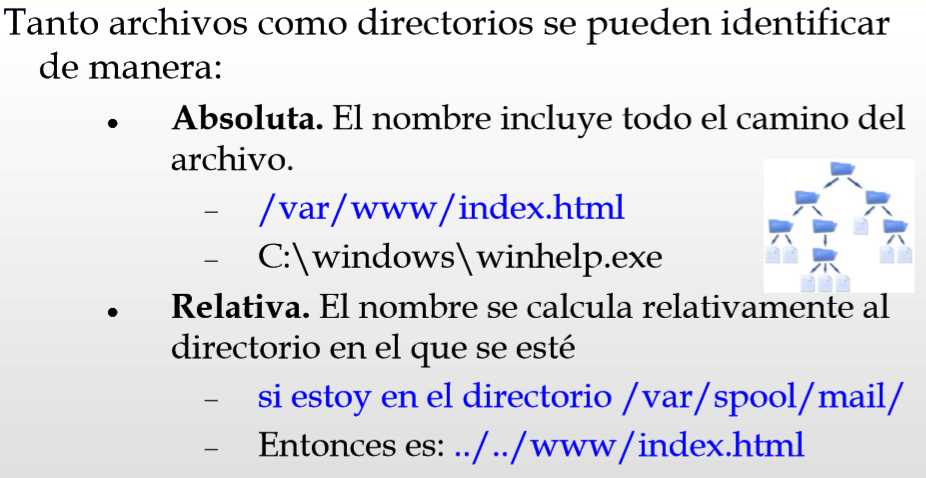 Tanto archivos como directorios se pueden identificar
de manera:
• Absoluta. El nombre incluye todo el camino del
archivo.
– /var/www/index.html
– C:\windows\winhelp.exe
• Relativa. El nombre se calcula relativamente al
directorio en el que se esté
– si estoy en el directorio /var/spool/mail/
– Entonces es: ../../www/index.html